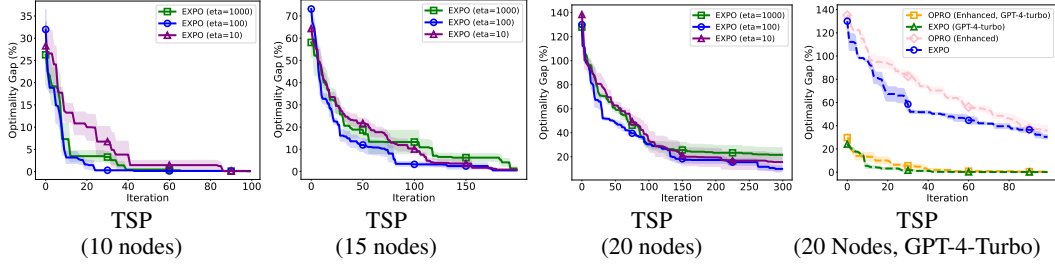 EXPO (eta=1000)
EXPO (eta=100)
EXPO (eta=10)
Optimality Gap (%)
35
30
25
20
15
10
5
0
0
20
40
60
80
100
Iteration
TSP
(10 nodes)
EXPO (eta=1000)
EXPO (eta=100)
EXPO (eta=10)
Optimality Gap (%)
70
60
50
40
30
20
10
0
0
50
100
150
Iteration
TSP
(15 nodes)
EXPO (eta=1000)
EXPO (eta=100)
EXPO (eta=10)
Optimality Gap (%)
140
120
100
80
60
40
20
0
50
100
150
200
250
300
Iteration
TSP
(20 nodes)
OPRO (Enhanced, GPT-4-turbo)
EXPO (GPT-4-turbo)
OPRO (Enhanced)
EXPO
Optimality Gap (%)
140
120
100
80
60
40
20
0
0
20
40
60
80
Iteration
TSP
(20 Nodes, GPT-4-Turbo)